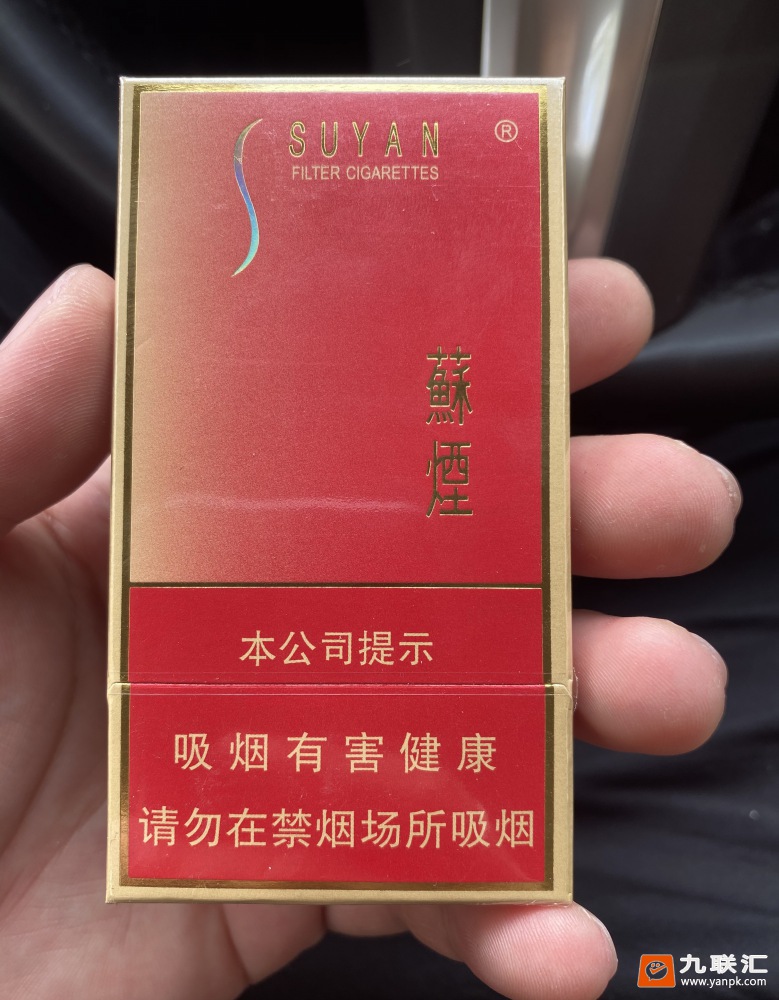 SUYAN ®
FILTER CIGARETTES
蘇煙
本公司提示
吸烟有害健康
请勿在禁烟场所吸烟
九联汇
www.yanpk.com